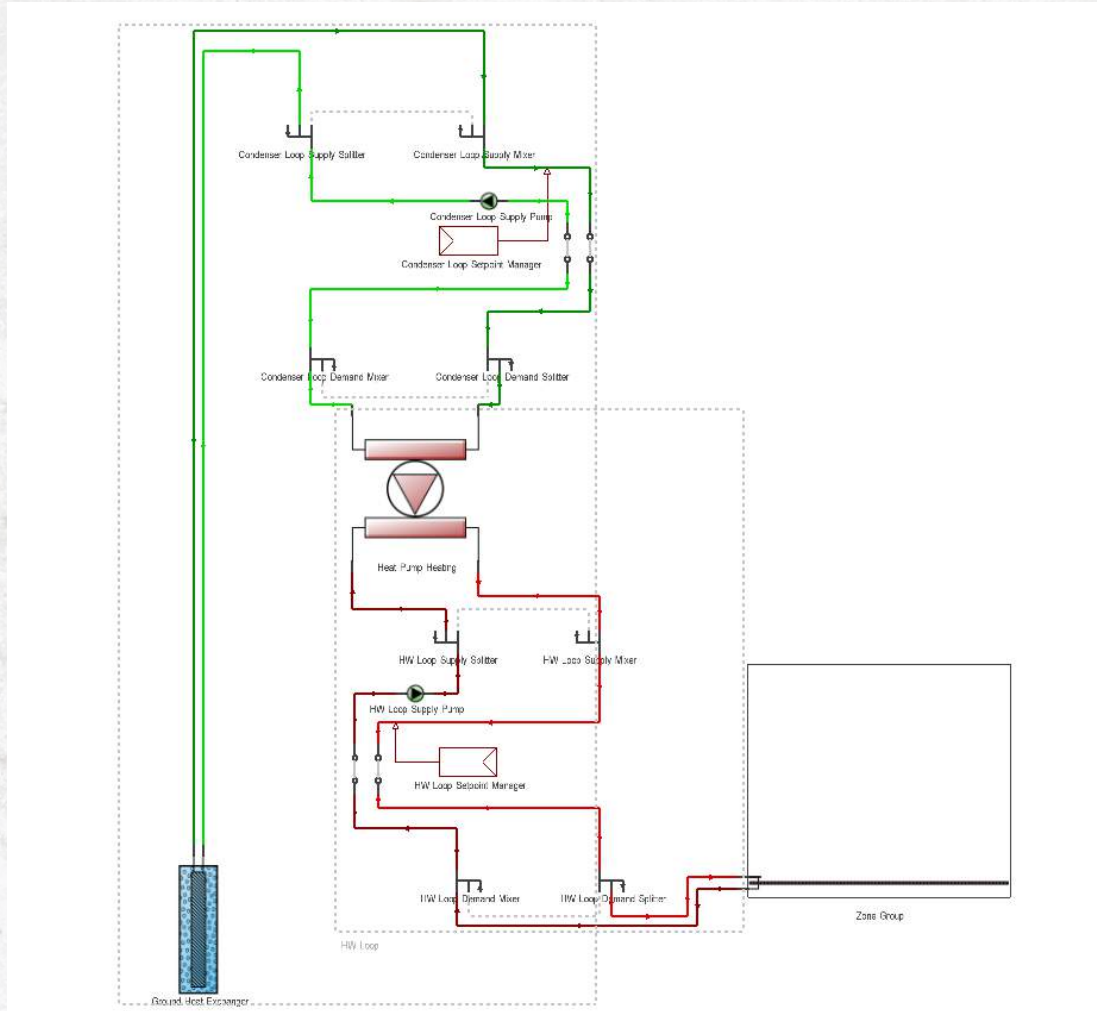 Condenser Loop Supply Splitter
Condenser Loop Supply Mixer
Condenser Loop Supply Pump
Condenser Loop Setpoint Manager
Condenser Loop Demand Mixer
Condenser Loop Demand Splitter
Heat Pump Heating
HW Loop Supply Splitter
HW Loop Supply Mixer
HW Loop Supply Pump
HW Loop Setpoint Manager
HW Loop Demand Mixer
HW Loop Demand Splitter
Zone Group
HW Loop
Ground Heat Exchanger